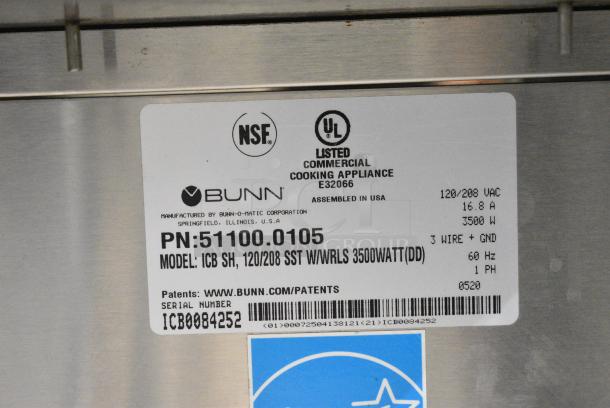 NSF.
UL
LISTED
COMMERCIAL
COOKING APPLIANCE
E32066
BUNN
ASSEMBLED IN USA
120/208 VAC
MANUFACTURED BY BUNN-O-MATIC CORPORATION
16.8 A
SPRINGFIELD, ILLINOIS, U.S.A
3500 W
PN:51100.0105
3 WIRE + GND
MODEL: ICB SH, 120/208 SST W/WRLS 3500WATT(DD)
60 Hz
1 PH
Patents: WWW.BUNN.COM/PATENTS
0520
SERIAL NUMBER
ICB0084252
(01)00072504138121(21)ICB0084252